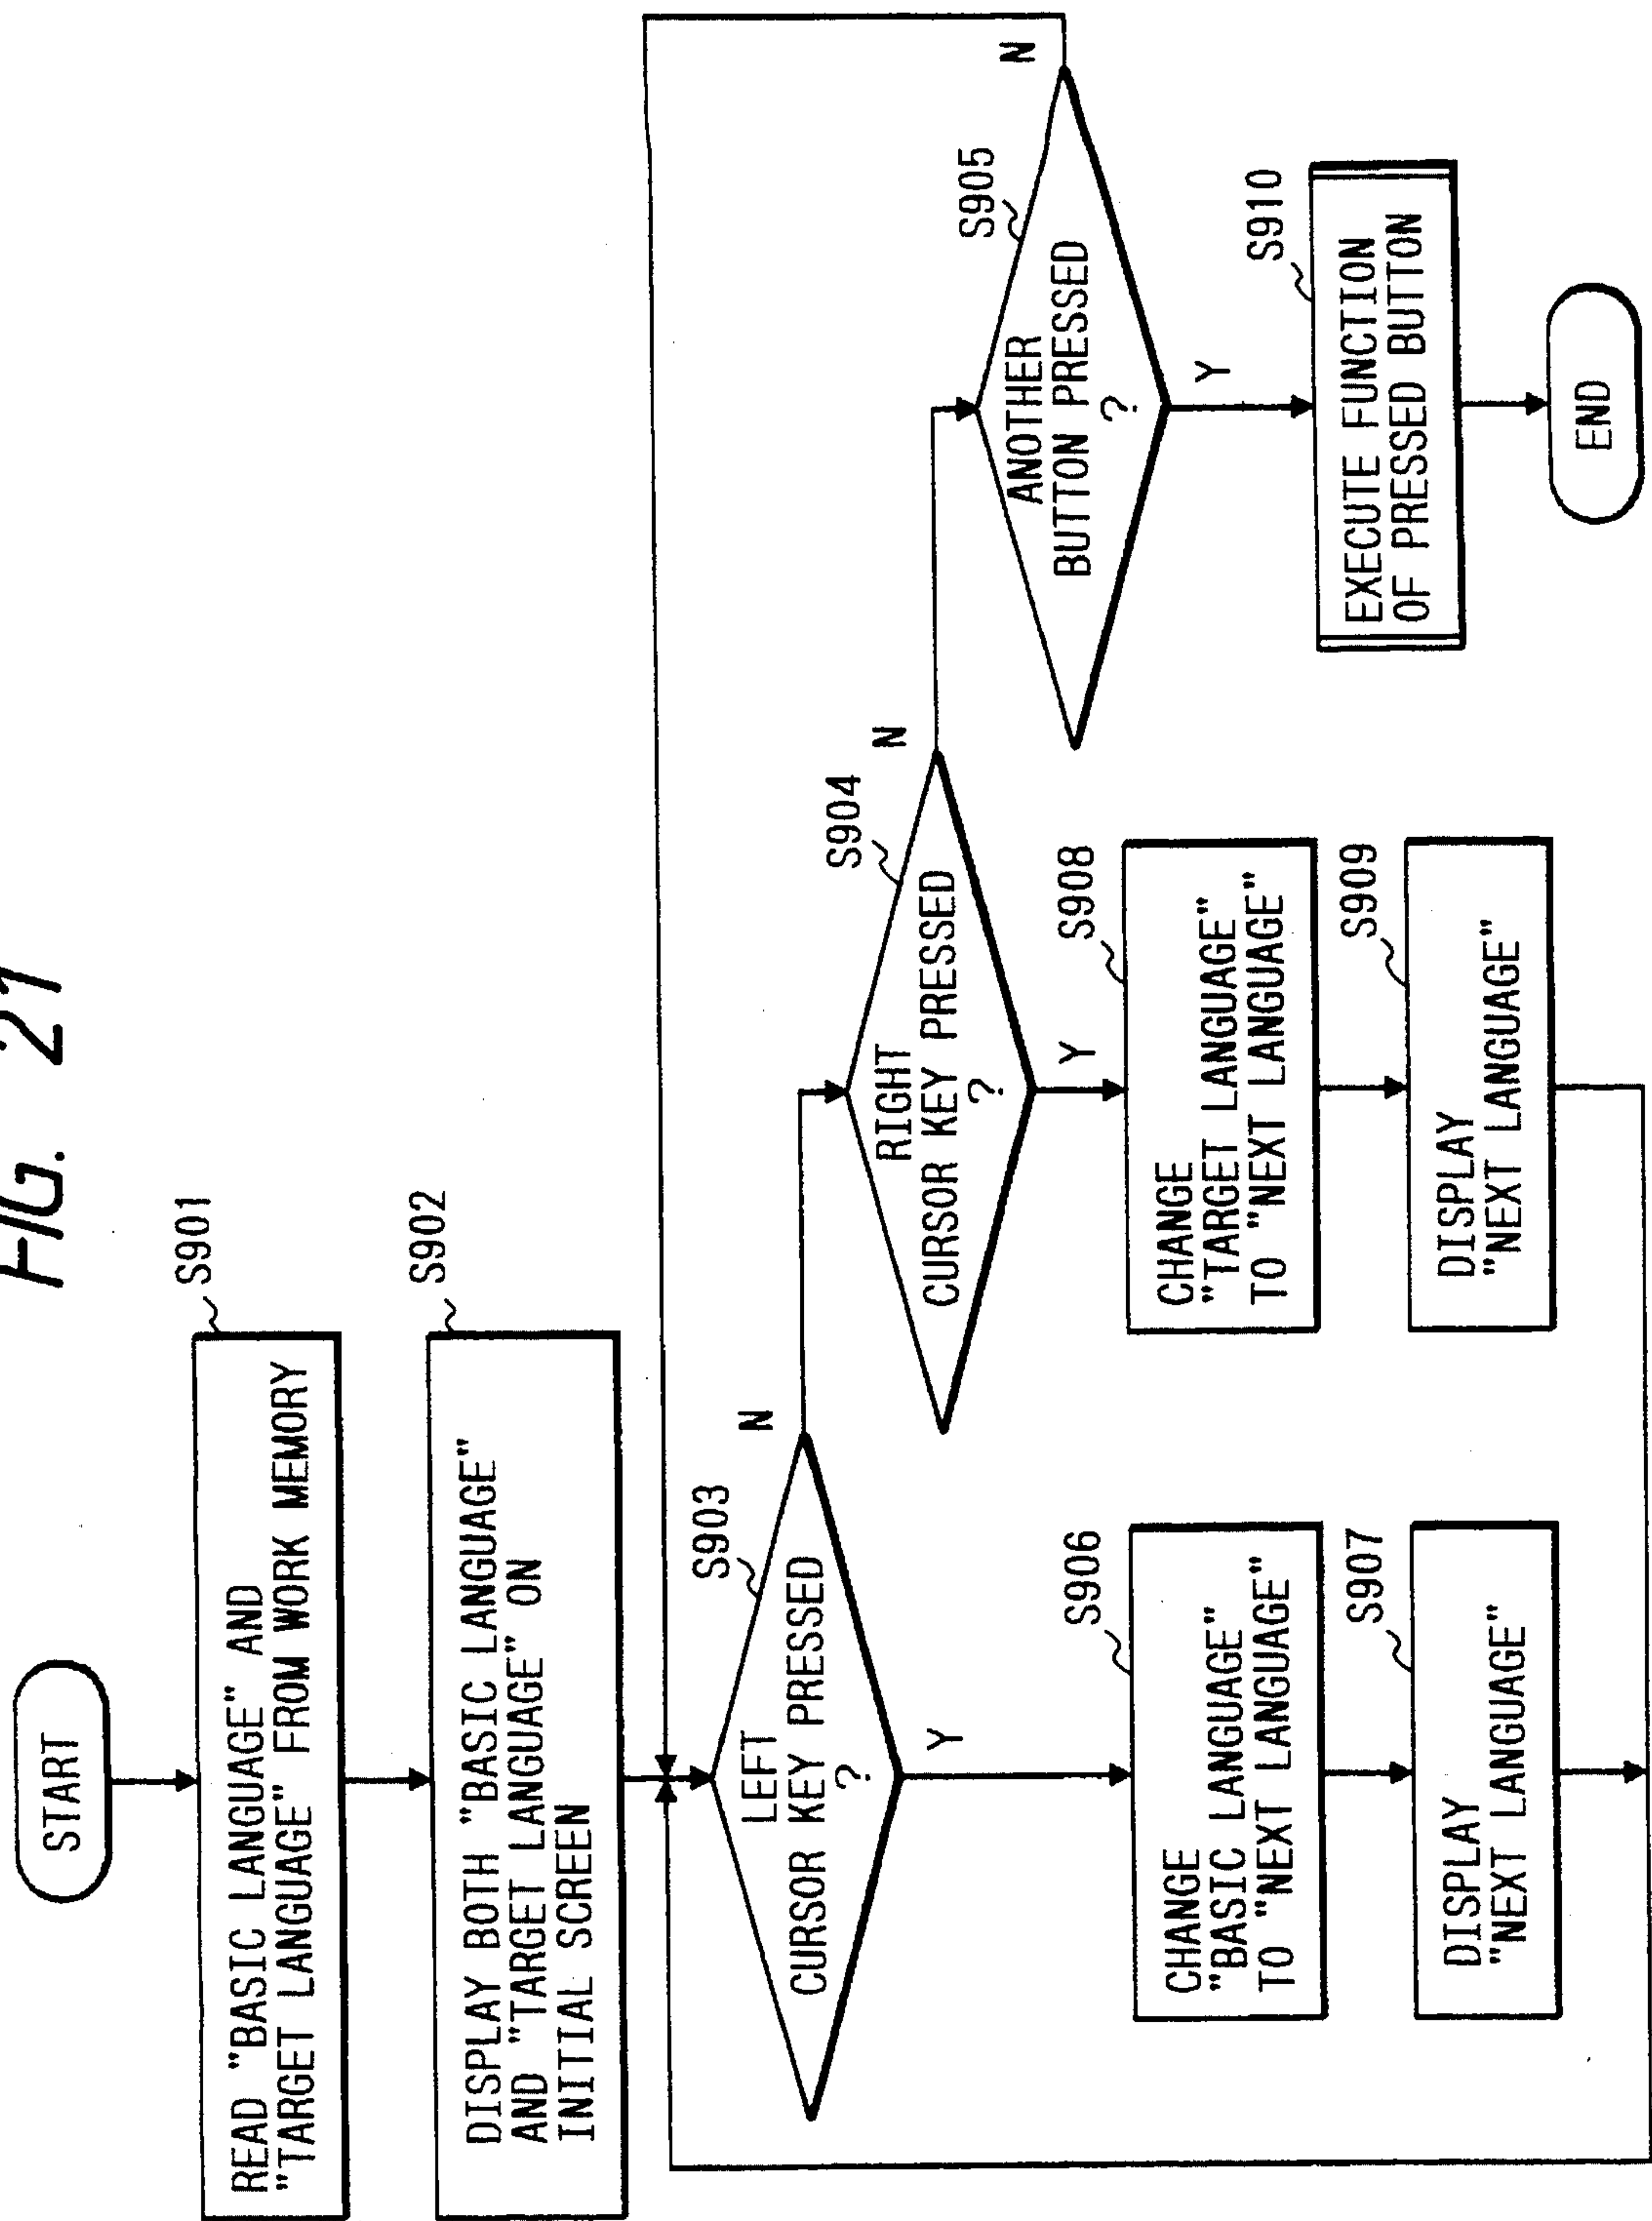 FIG. 21
START
S901
READ "BASIC LANGUAGE" AND
"TARGET LANGUAGE" FROM WORK MEMORY
S902
DISPLAY BOTH "BASIC LANGUAGE"
AND "TARGET LANGUAGE" ON
INITIAL SCREEN
S903
LEFT
CURSOR KEY PRESSED
?
N
Y
S904
RIGHT
CURSOR KEY PRESSED
?
N
Y
S905
ANOTHER
BUTTON PRESSED
?
N
Y
S906
CHANGE
"BASIC LANGUAGE"
TO "NEXT LANGUAGE"
S907
DISPLAY
"NEXT LANGUAGE"
S908
CHANGE
"TARGET LANGUAGE"
TO "NEXT LANGUAGE"
S909
DISPLAY
"NEXT LANGUAGE"
S910
EXECUTE FUNCTION
OF PRESSED BUTTON
END